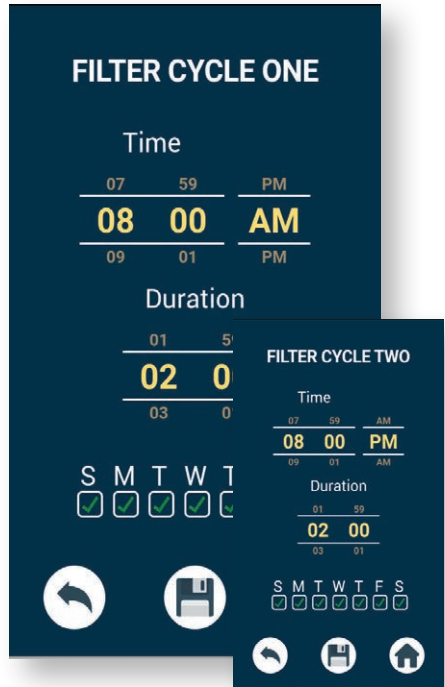 FILTER CYCLE ONE
Time
07 59 PM
08 00 AM
09 01 PM
Duration
01
02
03
S M T W
FILTER CYCLE TWO
Time
07 59 AM
08 00 PM
09 01 AM
Duration
01 59
02 00
03 01
S M T W T F S